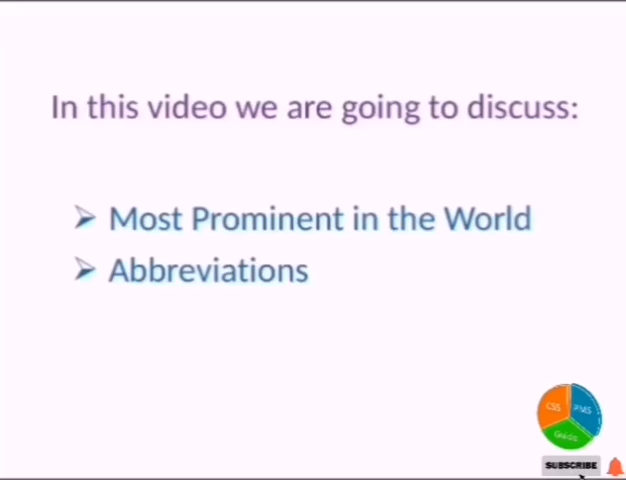 In this video we are going to discuss:
Most Prominent in the World
Abbreviations
CSS PMS
Guide
SUBSCRIBE